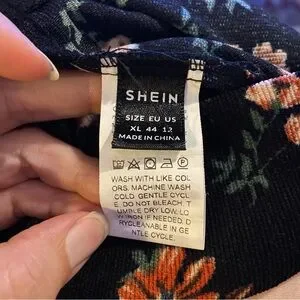 SHEIN
SIZE EU US
XL 44 12
MADE IN CHINA
WASH WITH LIKE COL
ORS. MACHINE WASH
COLD. GENTLE CYCL
E. DO NOT BLEACH. T
UMBLE DRY LOW. LO
W IRON IF NEEDED. D
RYCLEANABLE IN GE
NTLE CYCLE.